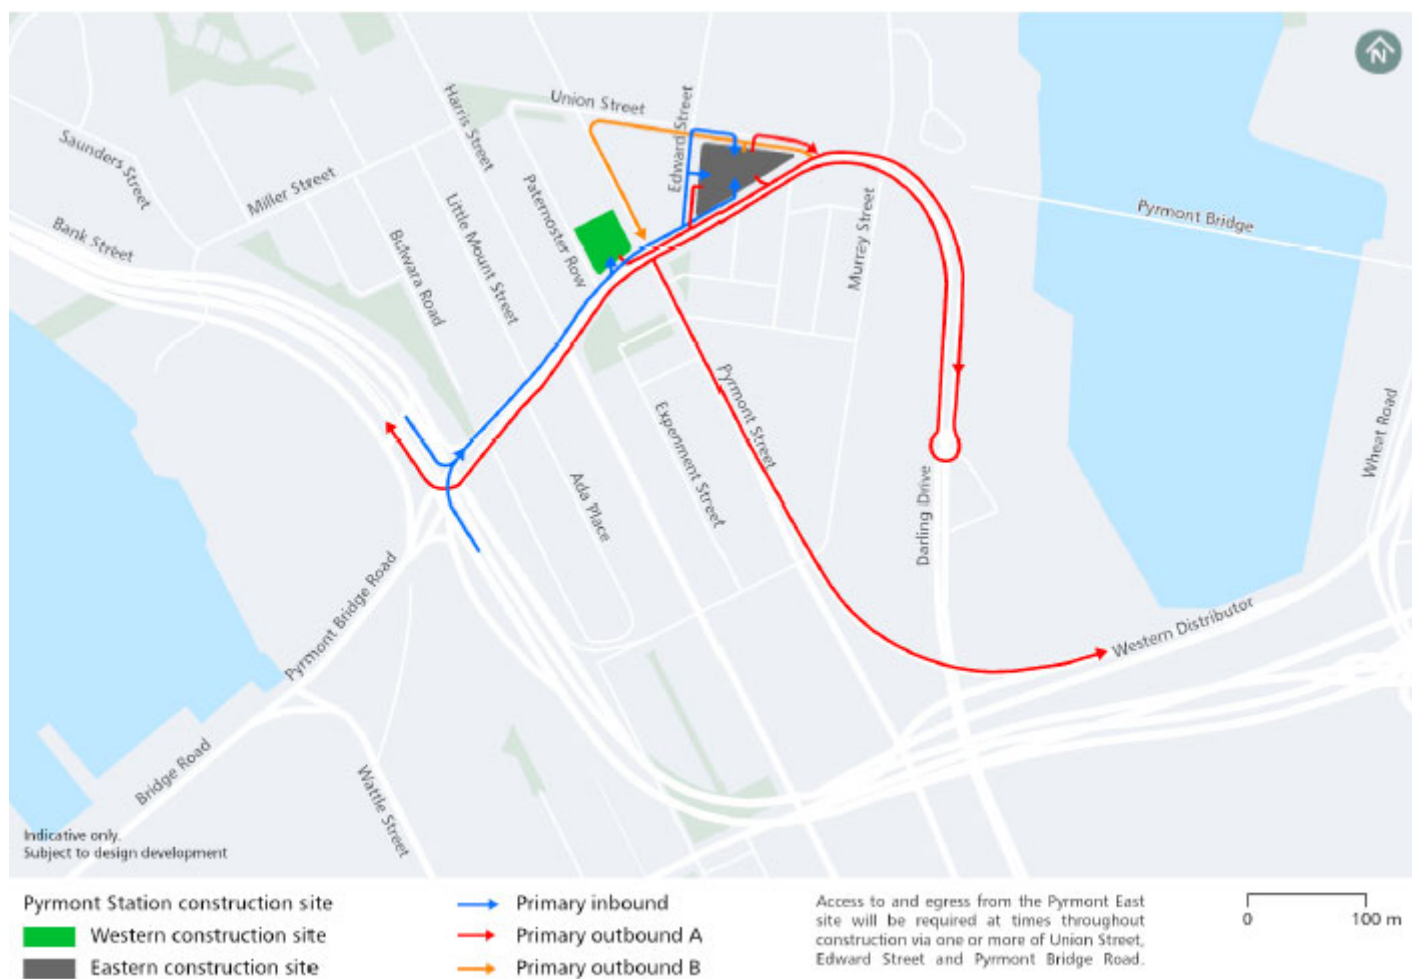 N
Union Street
Harris Street
Edward Street
Saunders Street
Miller Street
Paternoster Row
Little Mount Street
Bulwara Road
Bank Street
Murray Street
Pyrmont Bridge
Pyrmont Street
Experiment Street
Ada Place
Darling Drive
Wheat Road
Western Distributor
Pyrmont Bridge Road
Bridge Road
Wattle Street
Indicative only.
Subject to design development
Pyrmont Station construction site
Western construction site
Eastern construction site
Primary inbound
Primary outbound A
Primary outbound B
Access to and egress from the Pyrmont East
site will be required at times throughout
construction via one or more of Union Street,
Edward Street and Pyrmont Bridge Road.
0 100 m